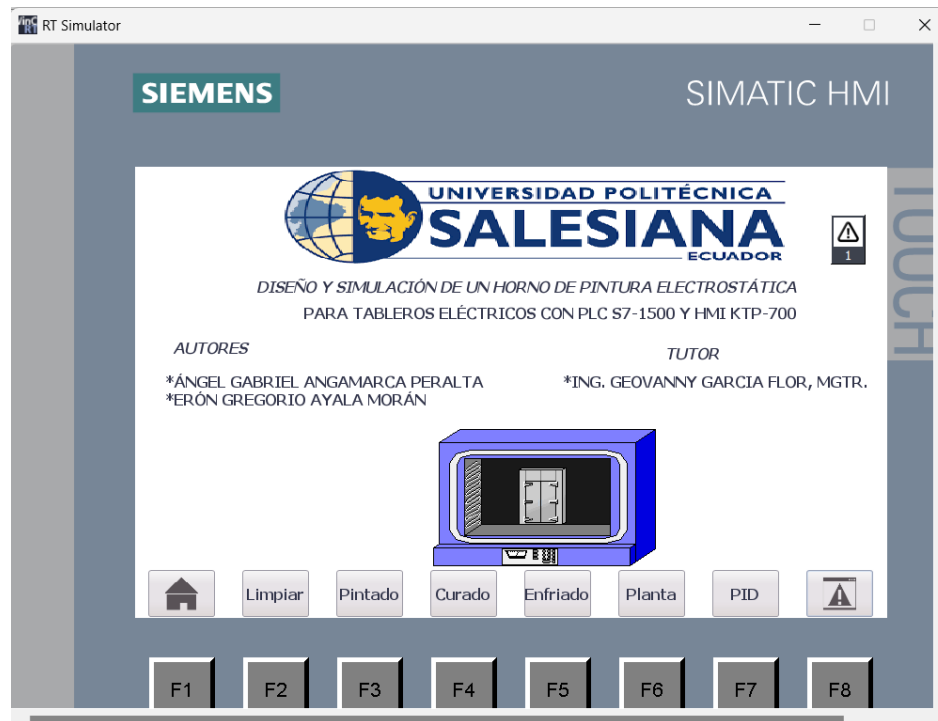 RT Simulator
SIEMENS
SIMATIC HMI
TOUCH
UNIVERSIDAD POLITÉCNICA
SALESIANA
ECUADOR
1
DISEÑO Y SIMULACIÓN DE UN HORNO DE PINTURA ELECTROSTÁTICA
PARA TABLEROS ELÉCTRICOS CON PLC S7-1500 Y HMI KTP-700
AUTORES
TUTOR
*ÁNGEL GABRIEL ANGAMARCA PERALTA
*ING. GEOVANNY GARCIA FLOR, MGTR.
*ERÓN GREGORIO AYALA MORÁN
Limpiar
Pintado
Curado
Enfriado
Planta
PID
F1
F2
F3
F4
F5
F6
F7
F8